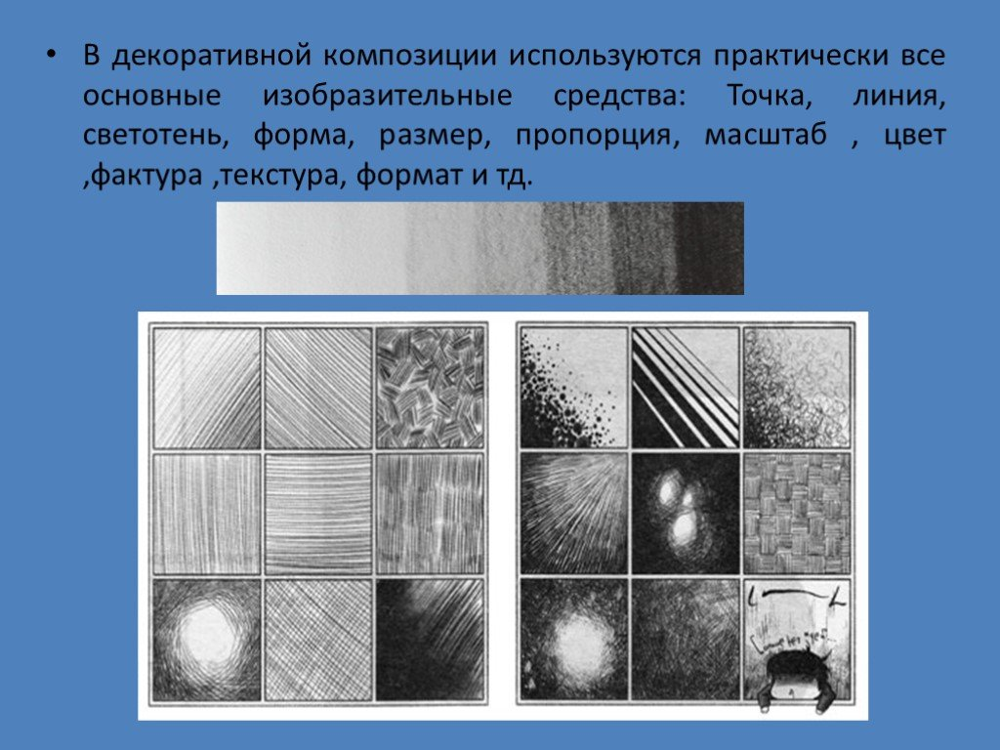 • В декоративной композиции используются практически все
основные изобразительные средства: Точка, линия,
светотень, форма, размер, пропорция, масштаб , цвет
,фактура ,текстура, формат и тд.